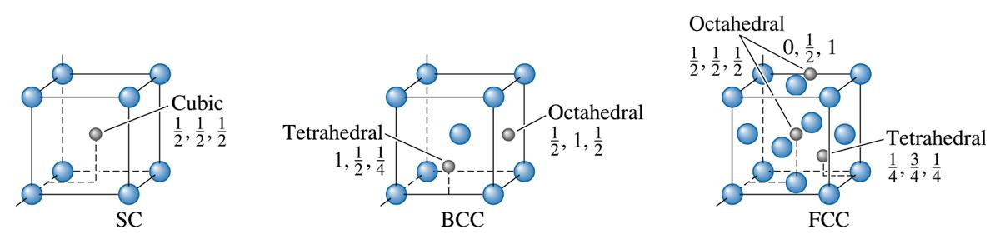 Cubic
1/2, 1/2, 1/2
SC
Tetrahedral
1, 1/2, 1/4
Octahedral
1/2, 1, 1/2
BCC
Octahedral
1/2, 1/2, 1/2
0, 1/2, 1
Tetrahedral
1/4, 3/4, 1/4
FCC